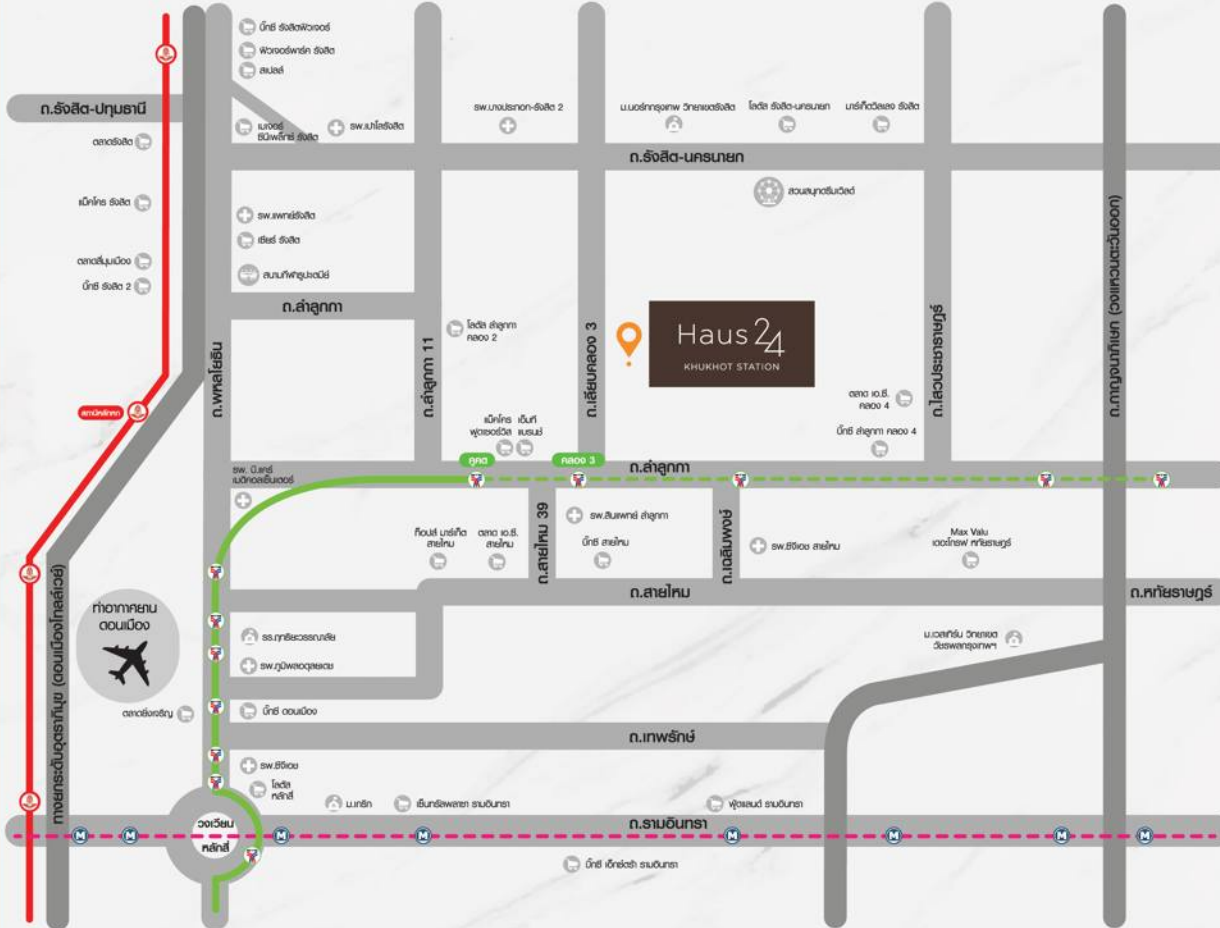 บิ๊กซี รังสิตฟิวเจอร์
ฟิวเจอร์พาร์ค รังสิต
สเปลล์
ถ.รังสิต-ปทุมธานี
ตลาดรังสิต
เมเจอร์
ซีนีเพล็กซ์ รังสิต
รพ.เปาโลรังสิต
รพ.บางปะกอก-รังสิต 2
ม.นอร์ทกรุงเทพ วิทยาเขตรังสิต
โลตัส รังสิต-นครนายก
มาร์เก็ตวิลเลจ รังสิต
ถ.รังสิต-นครนายก
สวนสนุกดรีมเวิลด์
แม็คโคร รังสิต
รพ.แพทย์รังสิต
เซียร์ รังสิต
ตลาดสี่มุมเมือง
บิ๊กซี รังสิต 2
สนามกีฬาธูปะเตมีย์
ถ.ลำลูกกา
ถ.พหลโยธิน
ถ.ลำลูกกา 11
โลตัส ลำลูกกา
คลอง 2
ถ.เลียบคลอง 3
Haus 24
KHUKHOT STATION
ถ.ไสวประชาราษฎร์
ถ.กาญจนาภิเษก (วงแหวนตะวันออก)
สถานีหลักหก
แม็คโคร
ฟูดเซอร์วิส
เอ็มที
แบรนช์
ตลาด เอ.ซี.
คลอง 4
บิ๊กซี ลำลูกกา คลอง 4
คูคต
คลอง 3
ถ.ลำลูกกา
รพ. บี.แคร์
เมดิคอลเซ็นเตอร์
ท็อปส์ มาร์เก็ต
สายไหม
ตลาด เอ.ซี.
สายไหม
ถ.สายไหม 39
รพ.สินแพทย์ ลำลูกกา
บิ๊กซี สายไหม
ถ.เฉลิมพงษ์
รพ.ซีจีเอช สายไหม
Max Valu
เดอะโทรฟ หทัยราษฎร์
ถ.สายไหม
ถ.หทัยราษฎร์
ทางยกระดับอุตราภิมุข (ดอนเมืองโทลล์เวย์)
ท่าอากาศยาน
ดอนเมือง
รร.ฤทธิยะวรรณาลัย
รพ.ภูมิพลอดุลยเดช
ม.เวสเทิร์น วิทยาเขต
วัชรพลกรุงเทพฯ
ตลาดยิ่งเจริญ
บิ๊กซี ดอนเมือง
ถ.เทพรักษ์
รพ.ซีจีเอช
โลตัส
หลักสี่
ม.เกริก
เซ็นทรัลพลาซา รามอินทรา
ฟู้ดแลนด์ รามอินทรา
วงเวียน
หลักสี่
ถ.รามอินทรา
บิ๊กซี เอ็กซ์ตร้า รามอินทรา